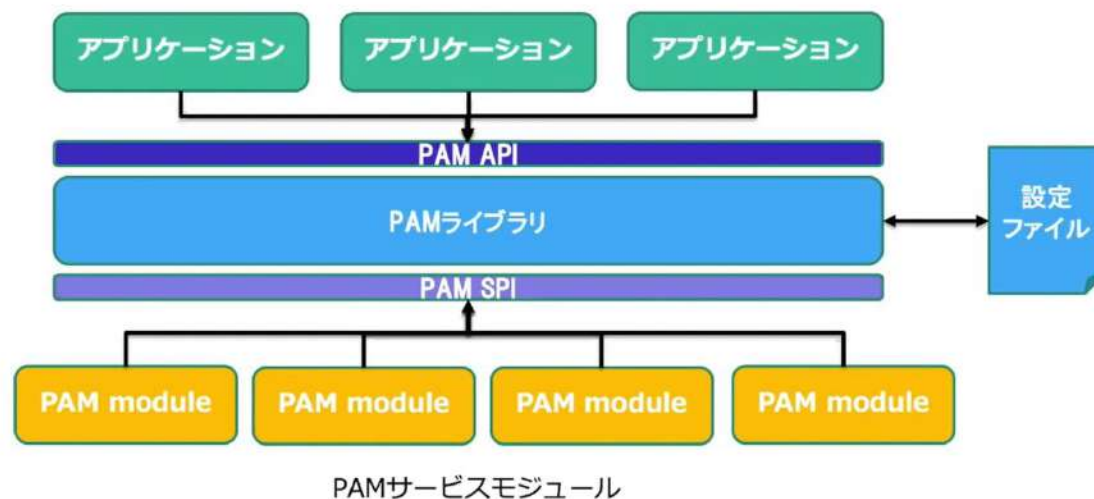 アプリケーション アプリケーション アプリケーション
PAM API
PAMライブラリ
設定
ファイル
PAM SPI
PAM module PAM module PAM module PAM module
PAMサービスモジュール